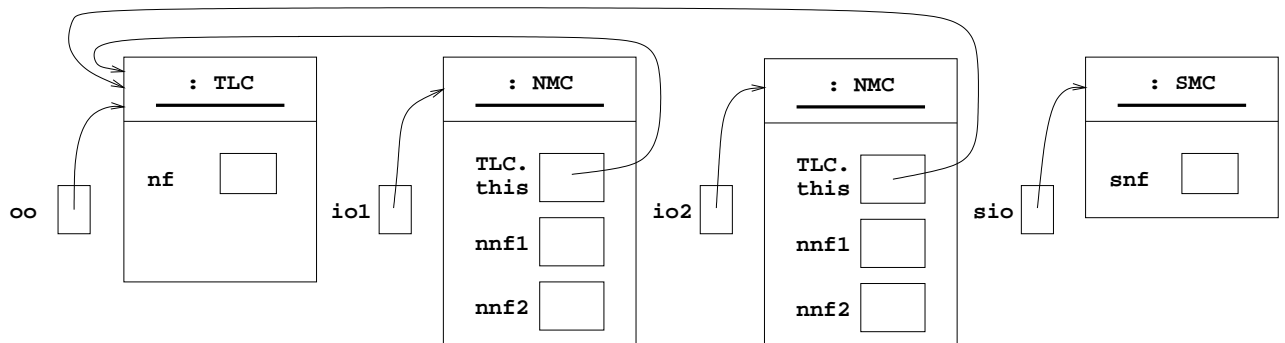 : TLC
: NMC
: NMC
: SMC
nf
TLC.
this
TLC.
this
snf
oo
io1
io2
sio
nnf1
nnf1
nnf2
nnf2